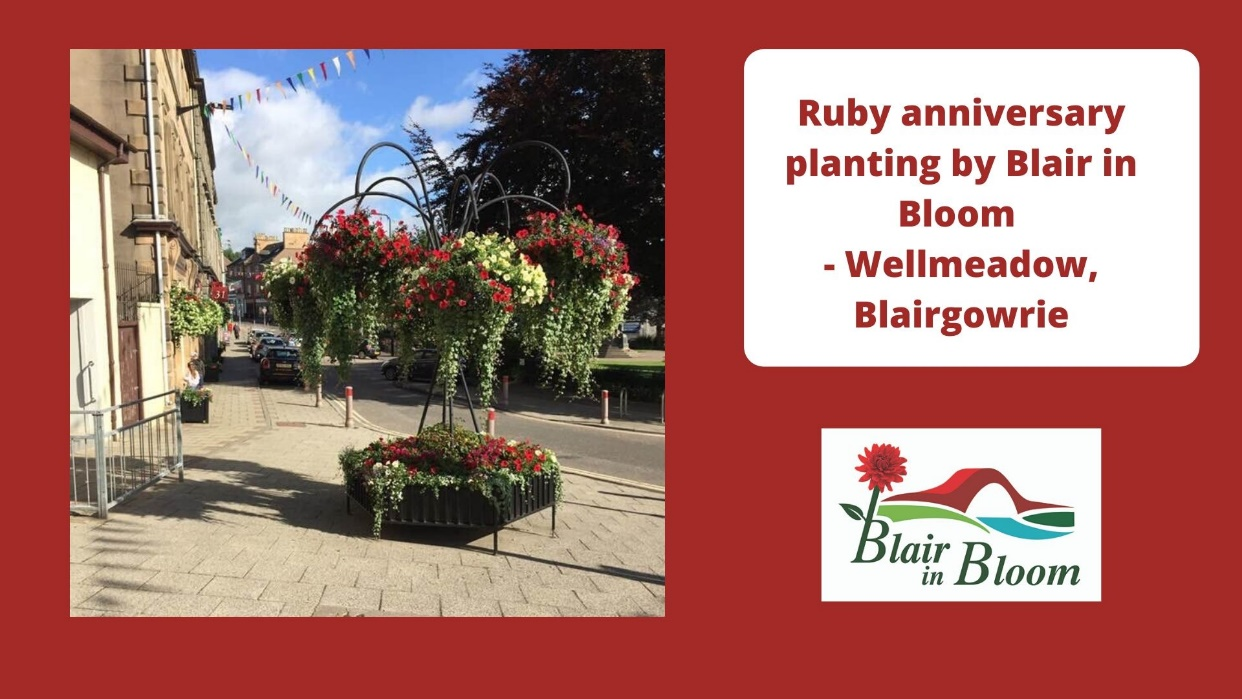 Ruby anniversary
planting by Blair in
Bloom
- Wellmeadow,
Blairgowrie
Blair
in Bloom